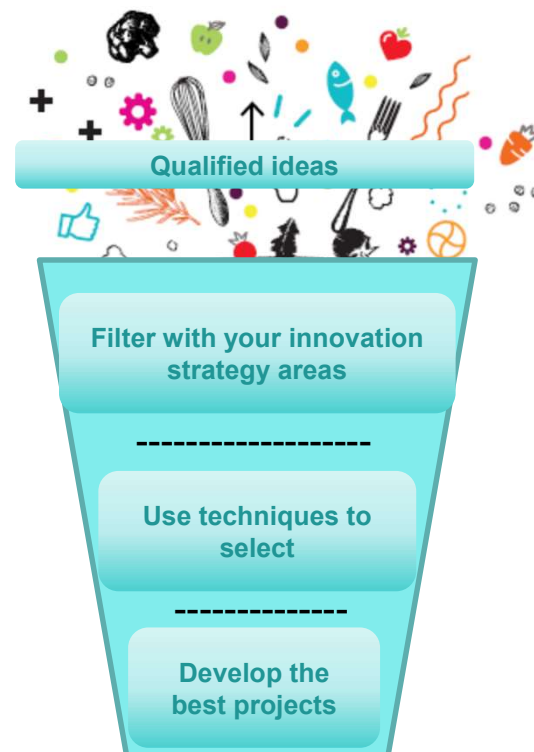 Qualified ideas
Filter with your innovation
strategy areas
Use techniques to
select
Develop the
best projects